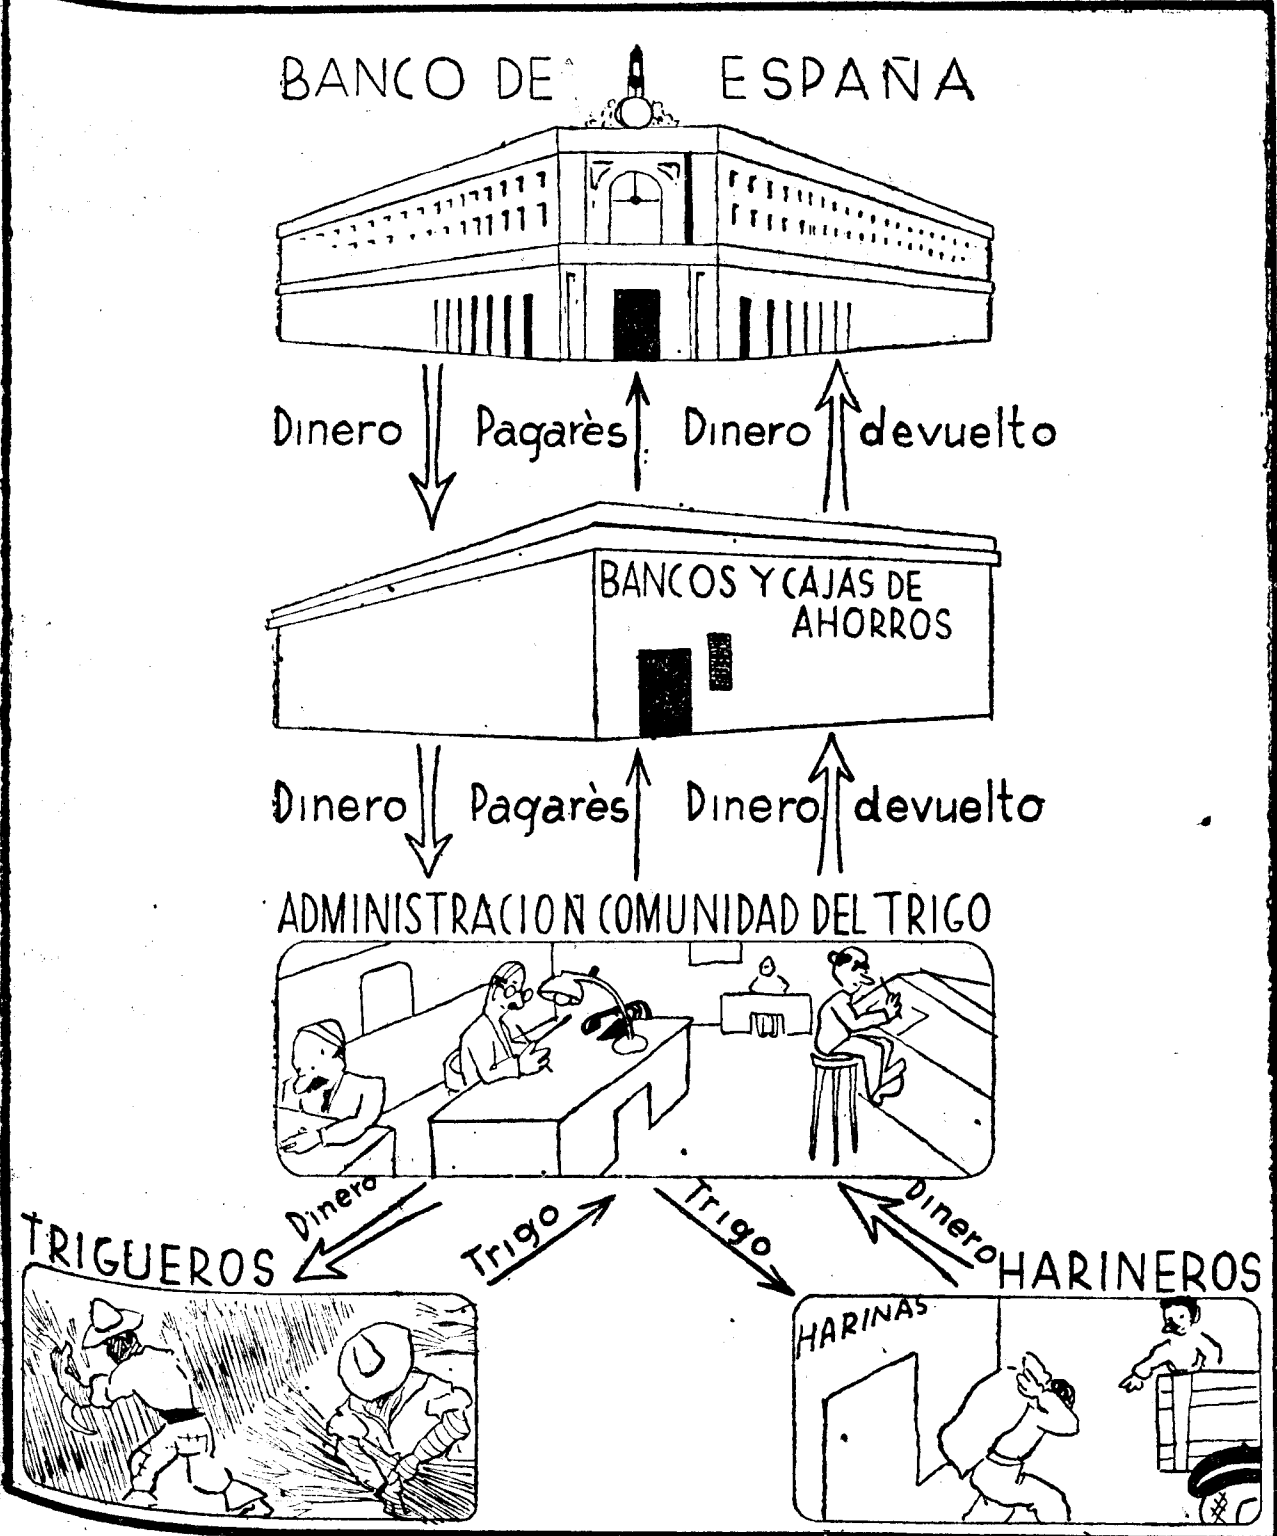 BANCO DE ESPAÑA
Dinero Pagarès Dinero devuelto
BANCOS Y CAJAS DE
AHORROS
Dinero Pagarès Dinero devuelto
ADMINISTRACION COMUNIDAD DEL TRIGO
Dinero Trigo Trigo Dinero
TRIGUEROS HARINEROS
HARINAS